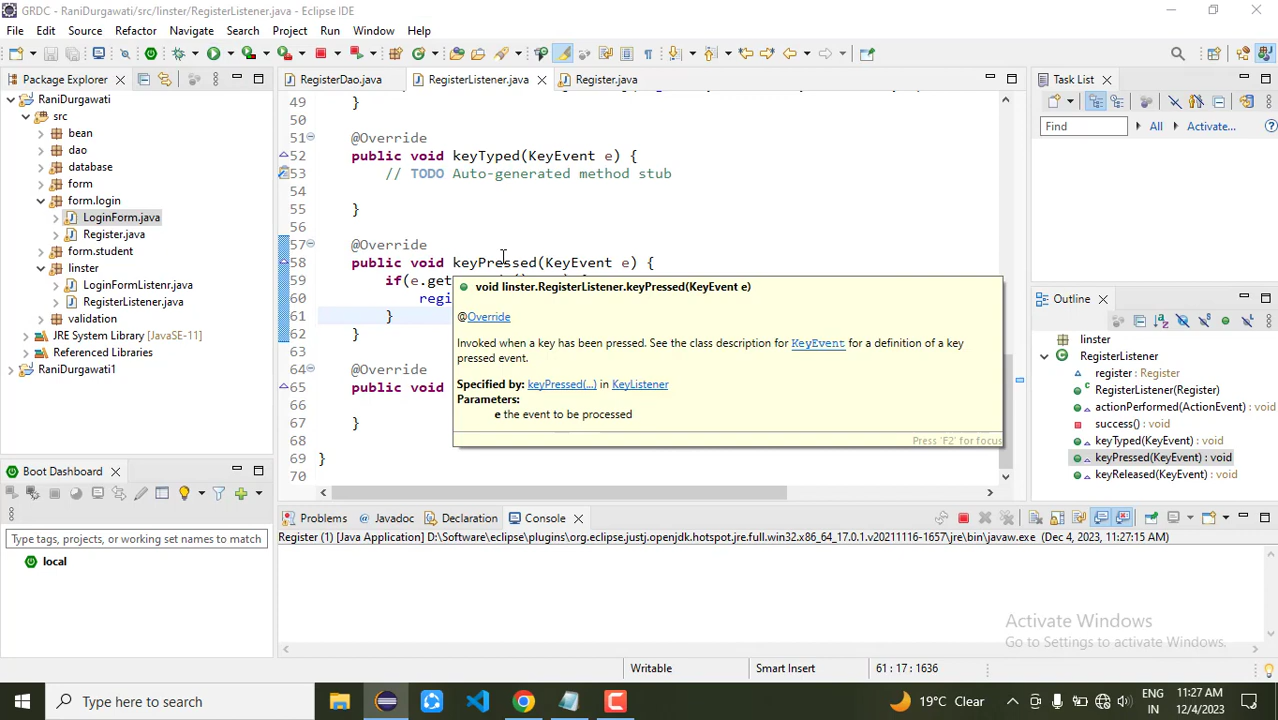 GRDC - RaniDurgawati/src/linster/RegisterListener.java - Eclipse IDE
File Edit Source Refactor Navigate Search Project Run Window Help
Package Explorer
RaniDurgawati
src
bean
dao
database
form
form.login
LoginForm.java
Register.java
form.student
linster
LoginFormListenr.java
RegisterListener.java
validation
JRE System Library [JavaSE-11]
Referenced Libraries
RaniDurgawati1
Boot Dashboard
Type tags, projects, or working set names to match
local
RegisterDao.java RegisterListener.java Register.java
49 }
50
51 @Override
52 public void keyTyped(KeyEvent e) {
53 // TODO Auto-generated method stub
54
55 }
56
57 @Override
58 public void keyPressed(KeyEvent e) {
59 if(e.get
60 regi
61 }
62 }
63
64 @Override
65 public void
66
67 }
68
69 }
70
void linster.RegisterListener.keyPressed(KeyEvent e)
@Override
Invoked when a key has been pressed. See the class description for KeyEvent for a definition of a key
pressed event.
Specified by: keyPressed(...) in KeyListener
Parameters:
e the event to be processed
Press 'F2' for focus
Task List
Find All Activate...
Outline
linster
RegisterListener
register : Register
RegisterListener(Register)
actionPerformed(ActionEvent) : void
success() : void
keyTyped(KeyEvent) : void
keyPressed(KeyEvent) : void
keyReleased(KeyEvent) : void
Problems Javadoc Declaration Console
Register (1) [Java Application] D:\Software\eclipse\plugins\org.eclipse.justj.openjdk.hotspot.jre.full.win32.x86_64_17.0.1.v20211116-1657\jre\bin\javaw.exe (Dec 4, 2023, 11:27:15 AM)
Activate Windows
Go to Settings to activate Windows.
Writable Smart Insert 61 : 17 : 1636
Type here to search
19°C Clear
ENG
IN
11:27 AM
12/4/2023